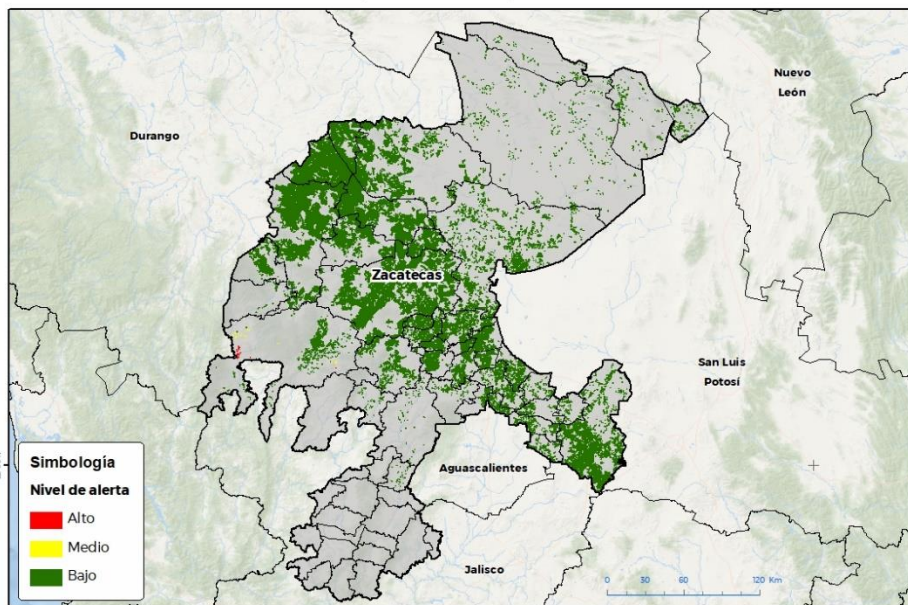 Nuevo
León
Durango
Zacatecas
San Luis
Potosí
Simbología
Nivel de alerta
Alto
Medio
Bajo
Aguascalientes
Jalisco
0 30 60 120 Km